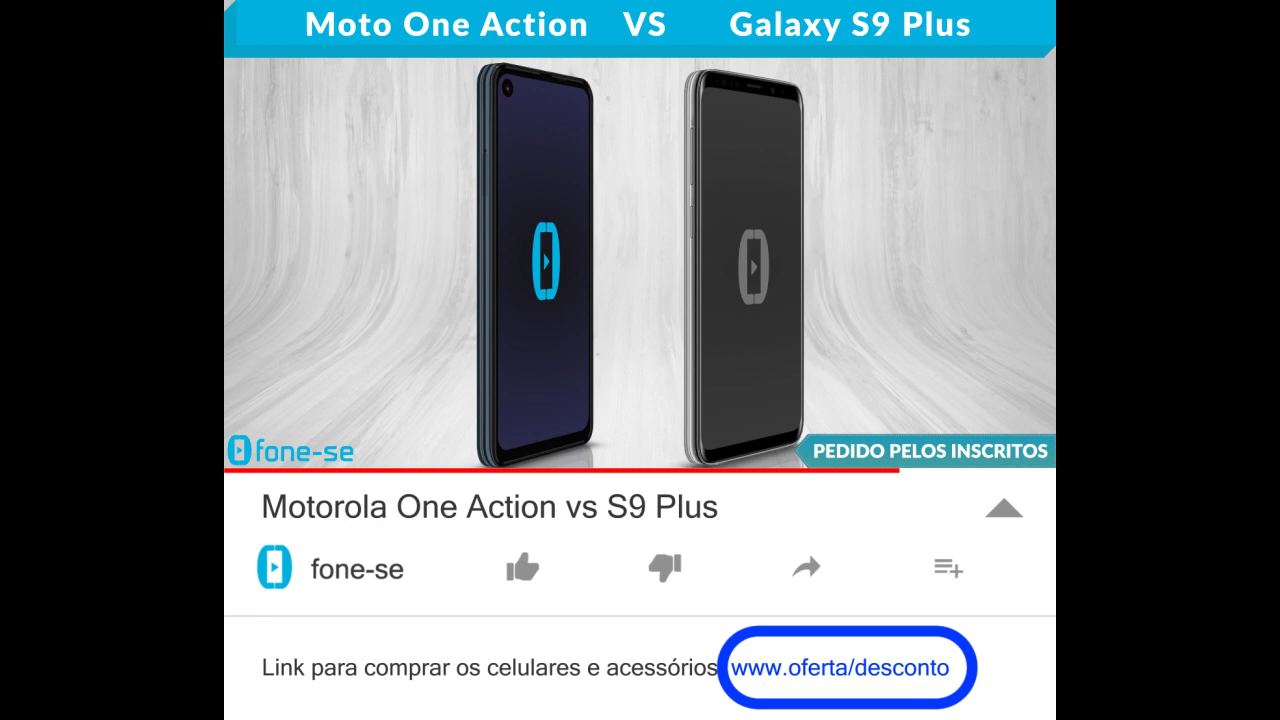 Moto One Action VS Galaxy S9 Plus
fone-se
PEDIDO PELOS INSCRITOS
Motorola One Action vs S9 Plus
fone-se
Link para comprar os celulares e acessórios www.oferta/desconto